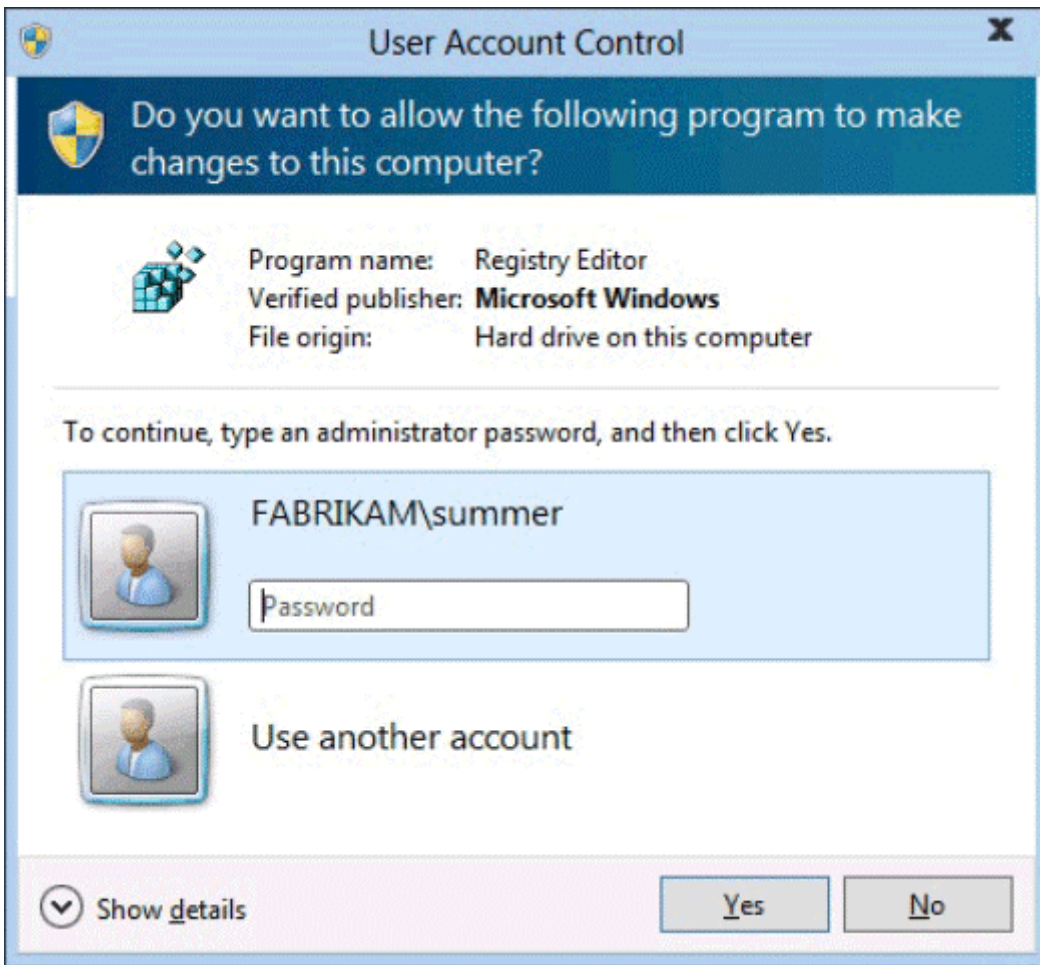 User Account Control
Do you want to allow the following program to make
changes to this computer?
Program name: Registry Editor
Verified publisher: Microsoft Windows
File origin: Hard drive on this computer
To continue, type an administrator password, and then click Yes.
FABRIKAM\summer
Password
Use another account
Show details
Yes
No